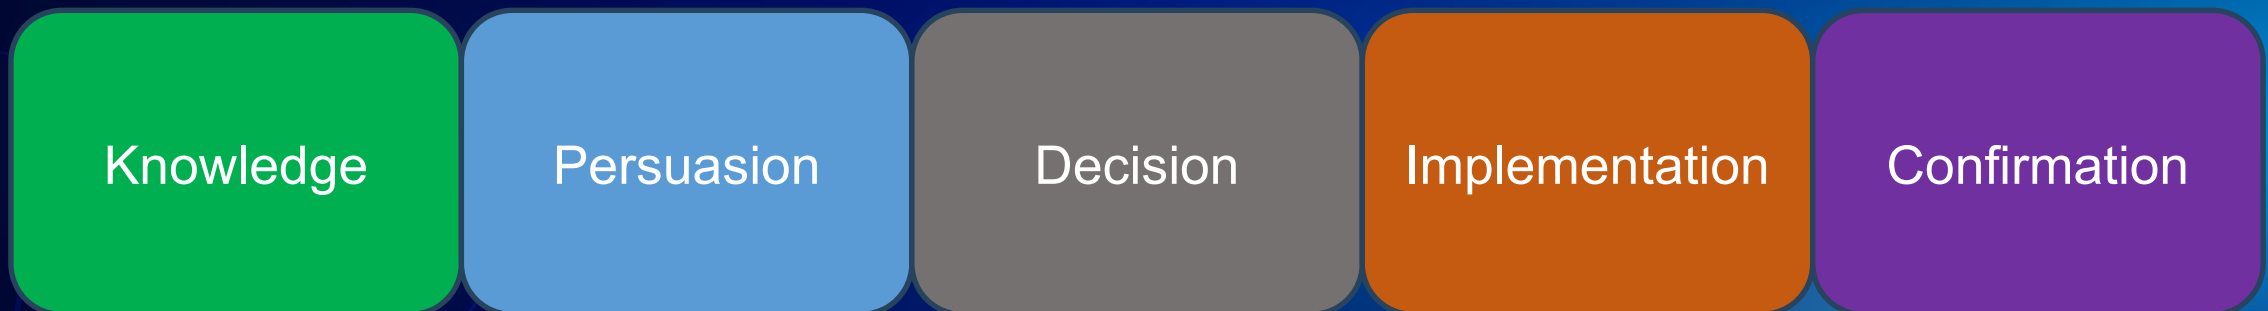 Knowledge
Persuasion
Decision
Implementation
Confirmation